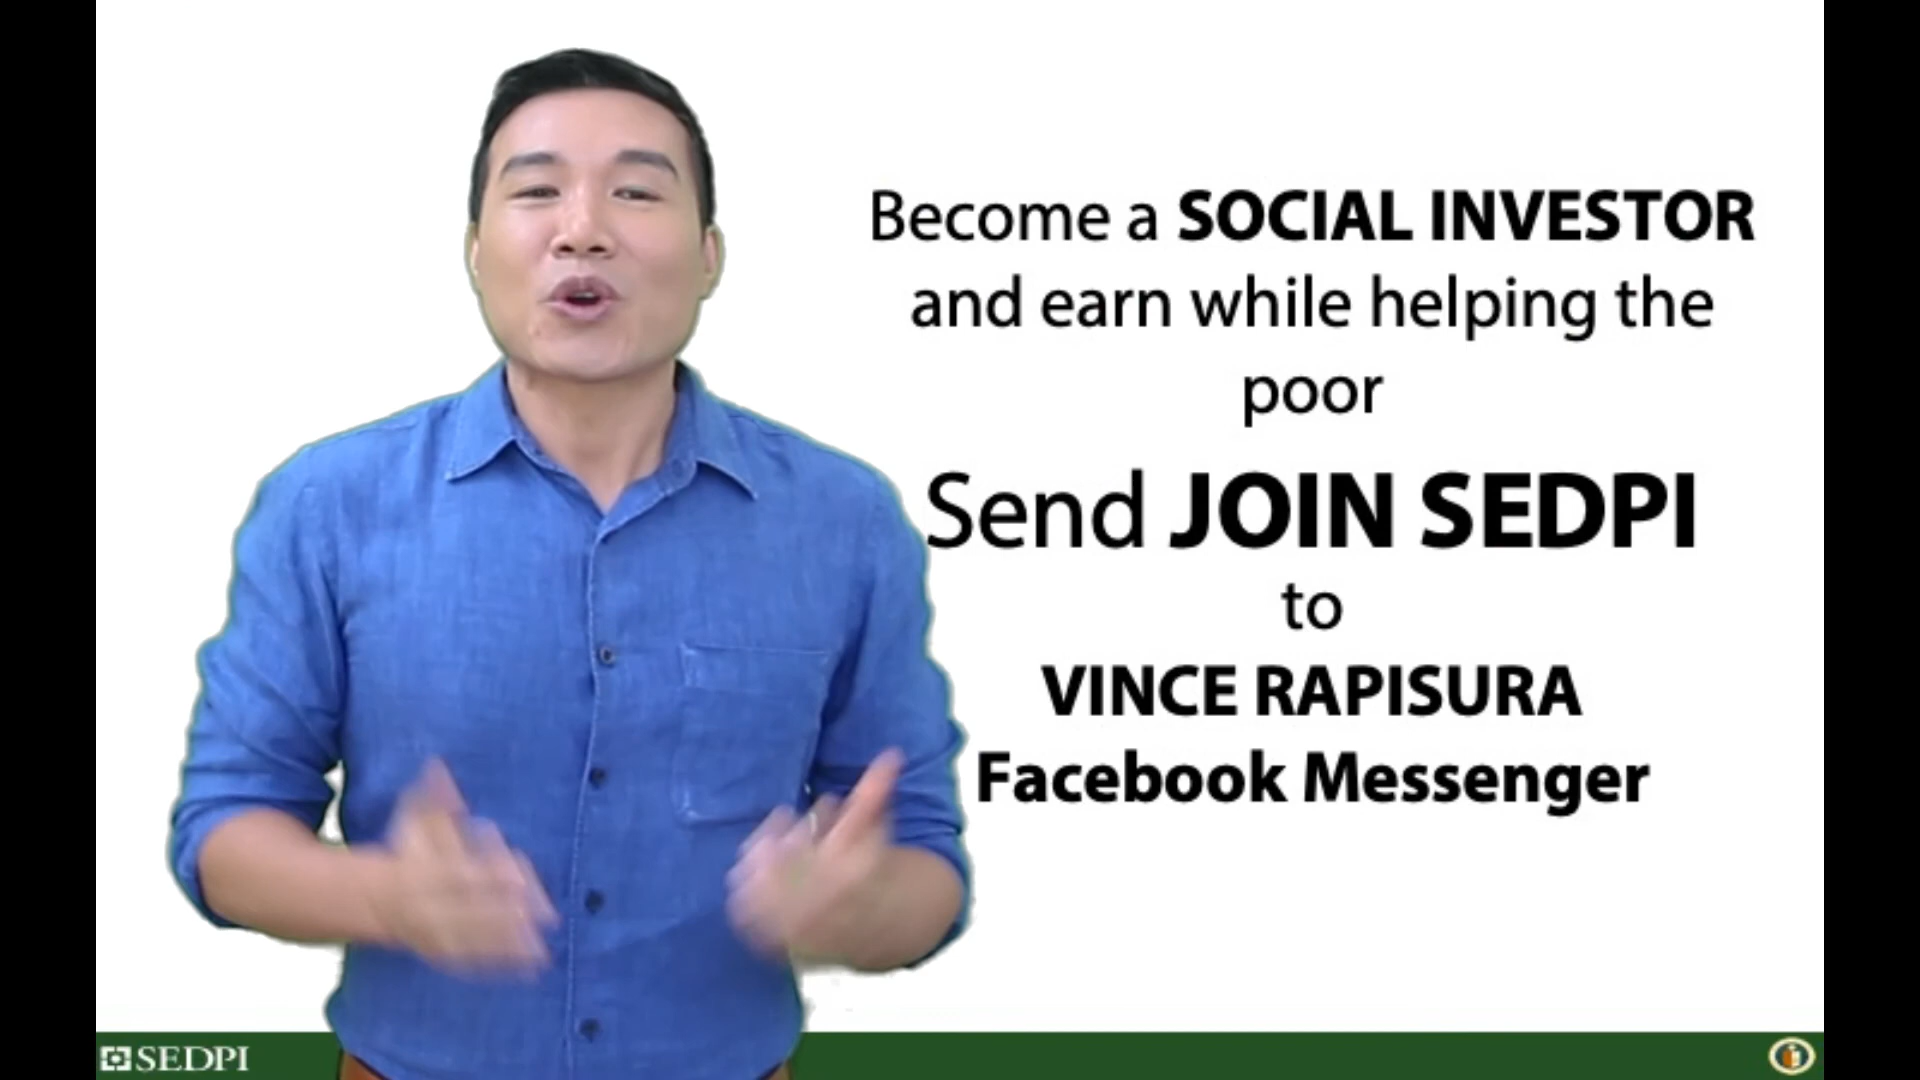 Become a SOCIAL INVESTOR
and earn while helping the
poor
Send JOIN SEDPI
to
VINCE RAPISURA
Facebook Messenger
SEDPI